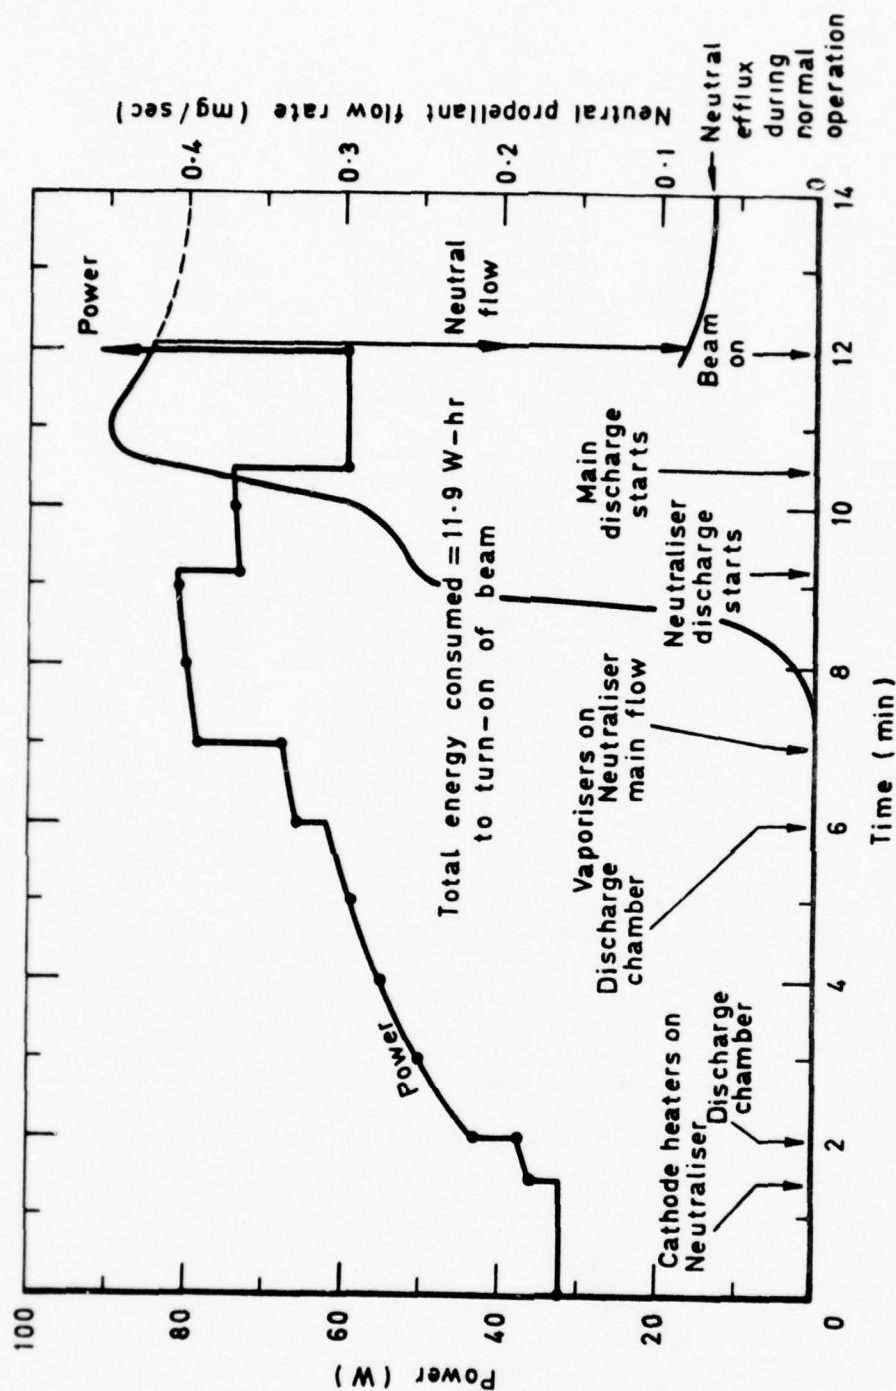 Power (W)
100
80
60
40
20
0
Power
Total energy consumed = 11·9 W-hr
to turn-on of beam
Cathode heaters on
Neutraliser
Discharge
chamber
Vaporisers on
Discharge
chamber
Neutraliser
main flow
Neutraliser
discharge
starts
Main
discharge
starts
Beam
on
Power
Neutral
flow
0
2
4
6
8
10
12
14
Time (min)
Neutral propellant flow rate (mg/sec)
0·4
0·3
0·2
0·1
0
Neutral
efflux
during
normal
operation